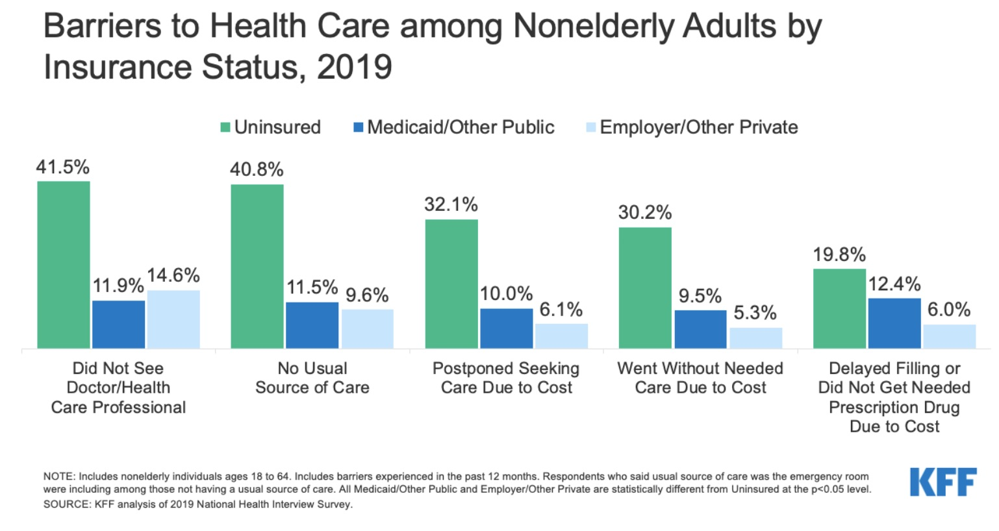 Barriers to Health Care among Nonelderly Adults by
Insurance Status, 2019
Uninsured
Medicaid/Other Public
Employer/Other Private
41.5%
11.9%
14.6%
40.8%
11.5%
9.6%
32.1%
10.0%
6.1%
30.2%
9.5%
5.3%
19.8%
12.4%
6.0%
Did Not See
Doctor/Health
Care Professional
No Usual
Source of Care
Postponed Seeking
Care Due to Cost
Went Without Needed
Care Due to Cost
Delayed Filling or
Did Not Get Needed
Prescription Drug
Due to Cost
NOTE: Includes nonelderly individuals ages 18 to 64. Includes barriers experienced in the past 12 months. Respondents who said usual source of care was the emergency room
were including among those not having a usual source of care. All Medicaid/Other Public and Employer/Other Private are statistically different from Uninsured at the p<0.05 level.
SOURCE: KFF analysis of 2019 National Health Interview Survey.
KFF